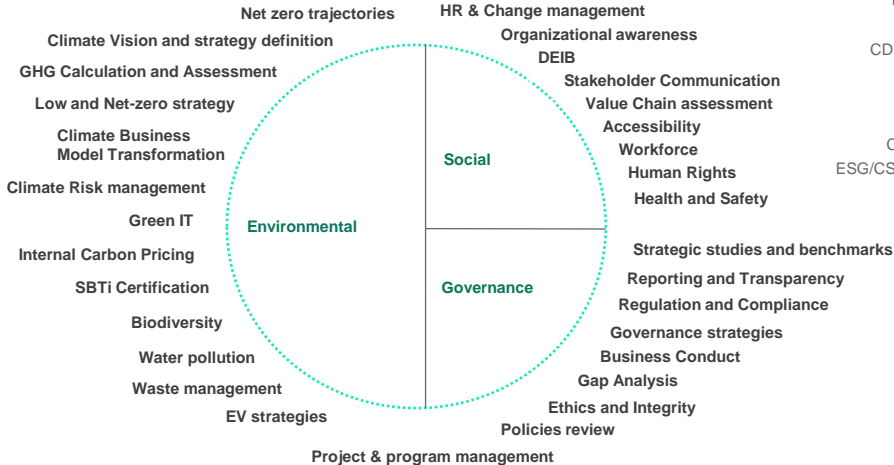 Net zero trajectories
Climate Vision and strategy definition
GHG Calculation and Assessment
Low and Net-zero strategy
Climate Business
Model Transformation
Climate Risk management
Green IT
Internal Carbon Pricing
SBTi Certification
Biodiversity
Water pollution
Waste management
EV strategies
Project & program management
Environmental
Social
Governance
HR & Change management
Organizational awareness
DEIB
Stakeholder Communication
Value Chain assessment
Accessibility
Workforce
Human Rights
Health and Safety
Strategic studies and benchmarks
Reporting and Transparency
Regulation and Compliance
Governance strategies
Business Conduct
Gap Analysis
Ethics and Integrity
Policies review
CD
ESG/CS